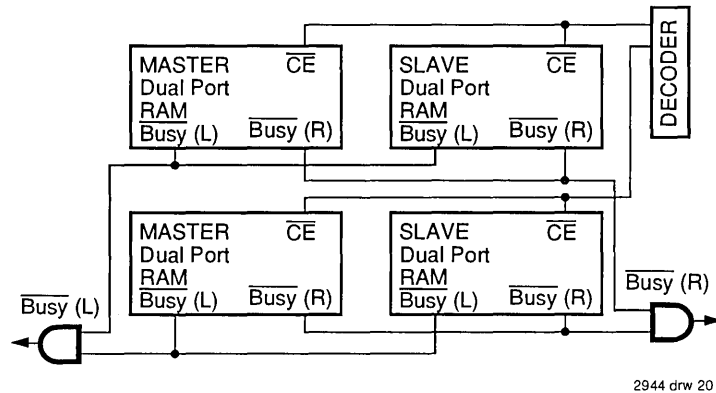 MASTER
Dual Port
RAM
CE
Busy (L)
Busy (R)
SLAVE
Dual Port
RAM
CE
Busy (L)
Busy (R)
DECODER
MASTER
Dual Port
RAM
CE
Busy (L)
Busy (R)
SLAVE
Dual Port
RAM
CE
Busy (L)
Busy (R)
Busy (L)
Busy (R)
2944 drw 20